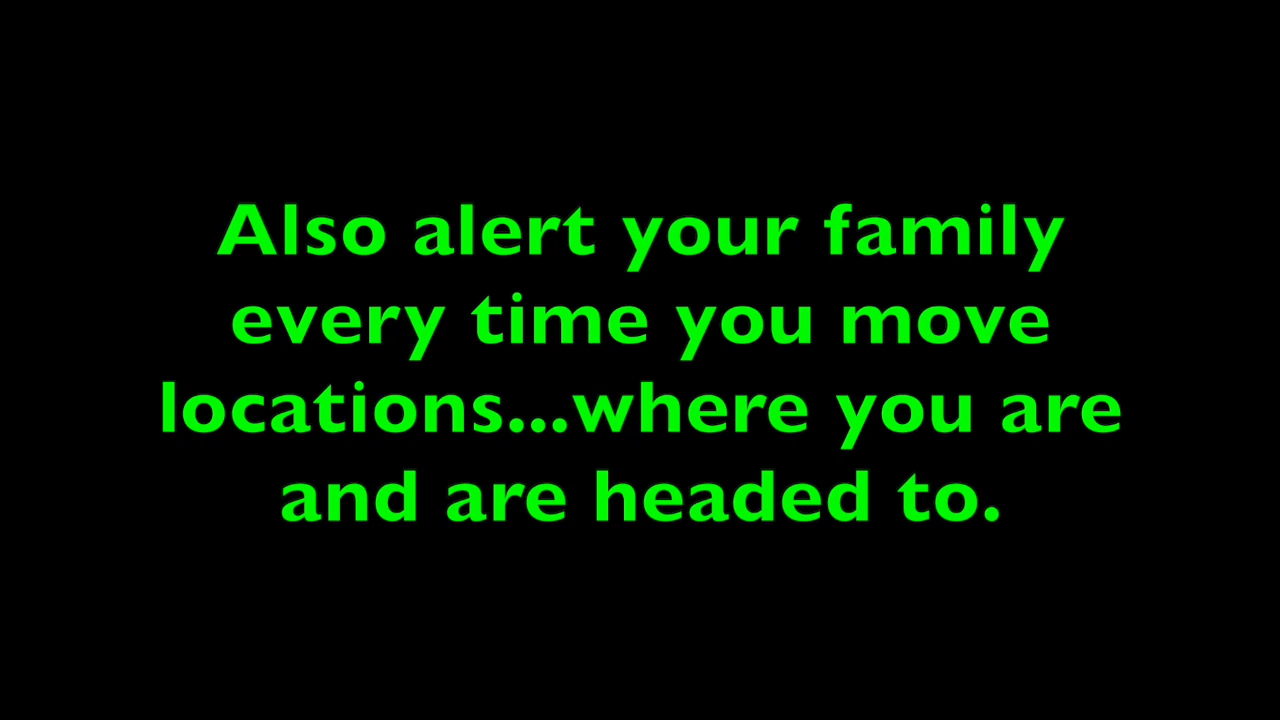 Also alert your family
every time you move
locations...where you are
and are headed to.